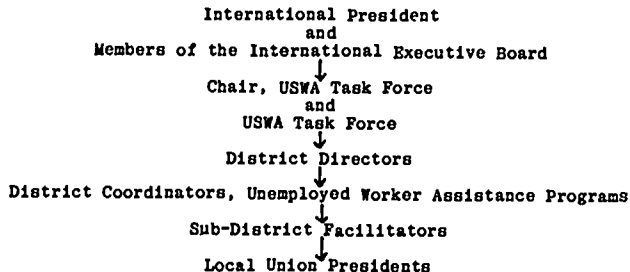 International President
and
Members of the International Executive Board
Chair, USWA Task Force
and
USWA Task Force
District Directors
District Coordinators, Unemployed Worker Assistance Programs
Sub-District Facilitators
Local Union Presidents